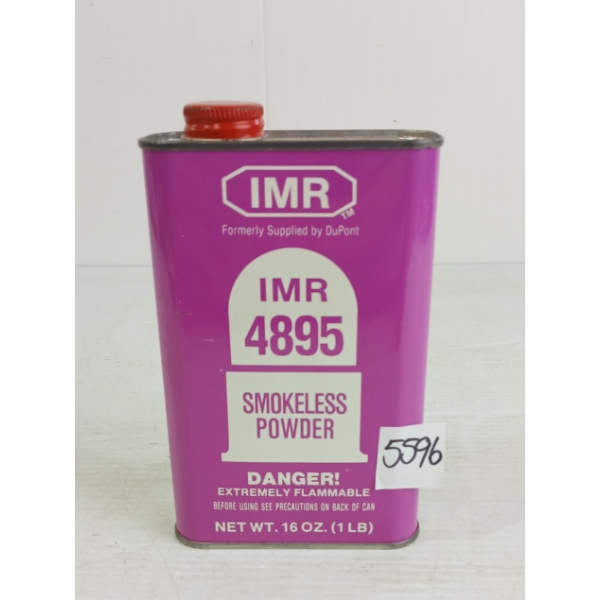 IMR
TM
Formerly Supplied by DuPont
IMR
4895
SMOKELESS
POWDER
5596
DANGER!
EXTREMELY FLAMMABLE
BEFORE USING SEE PRECAUTIONS ON BACK OF CAN
NET WT. 16 OZ. (1 LB)